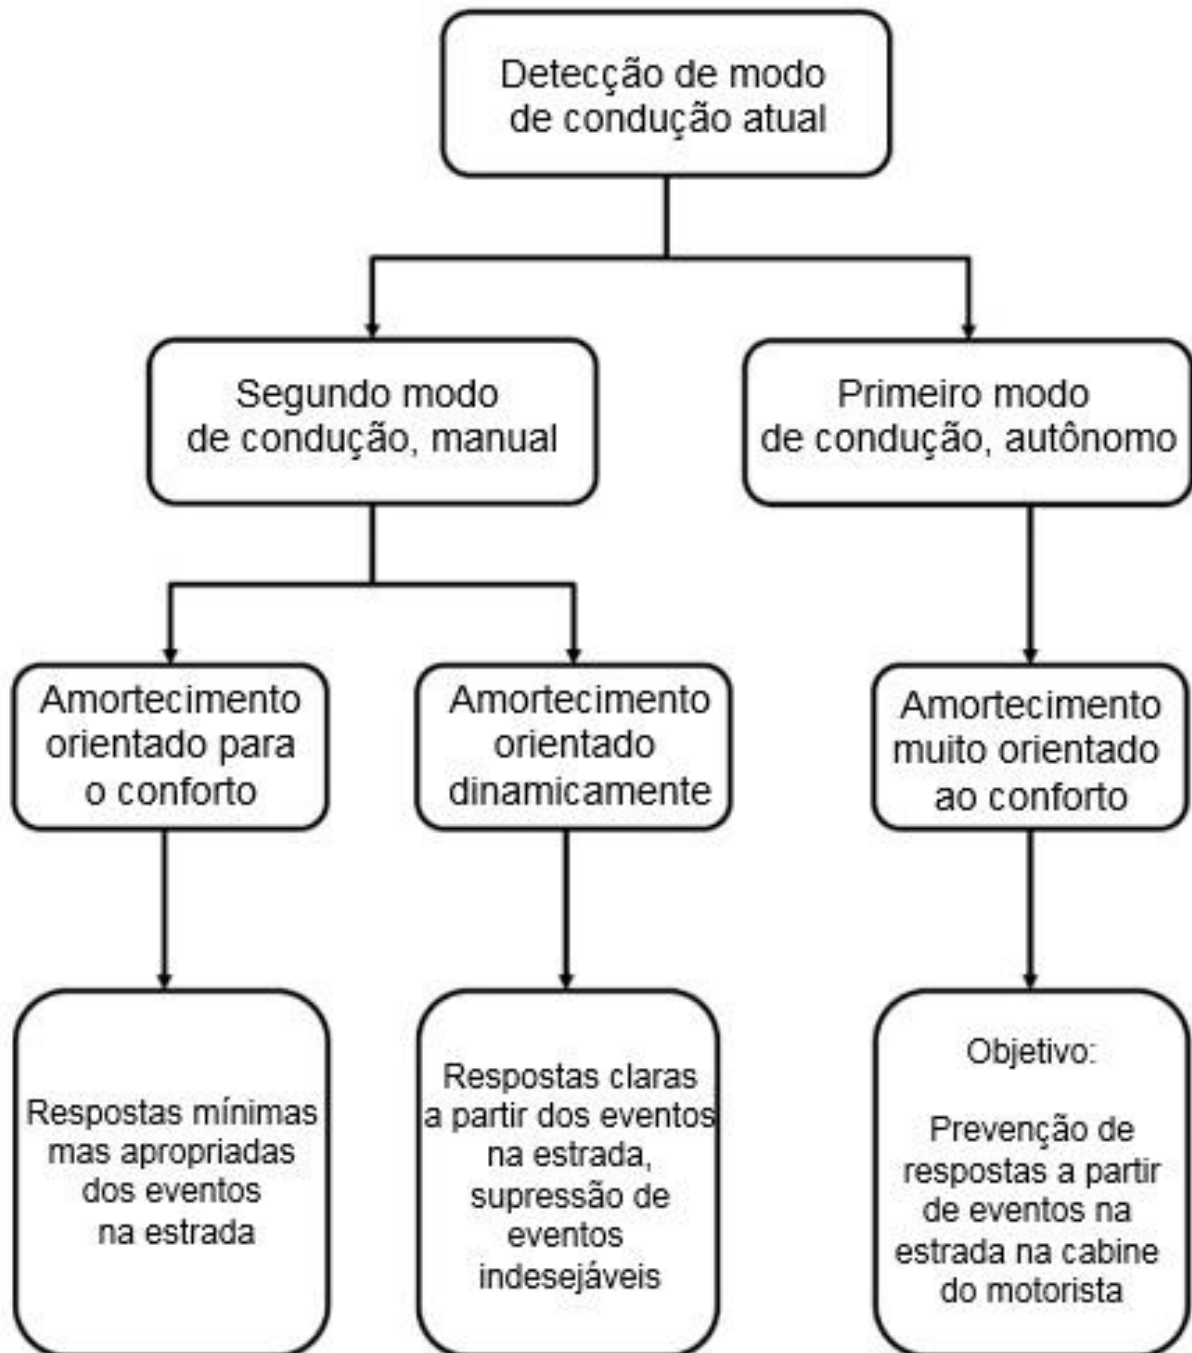 Detecção de modo
de condução atual
Segundo modo
de condução, manual
Primeiro modo
de condução, autônomo
Amortecimento
orientado para
o conforto
Amortecimento
orientado
dinamicamente
Amortecimento
muito orientado
ao conforto
Respostas mínimas
mas apropriadas
dos eventos
na estrada
Respostas claras
a partir dos eventos
na estrada,
supressão de
eventos
indesejáveis
Objetivo:
Prevenção de
respostas a partir
de eventos na
estrada na cabine
do motorista